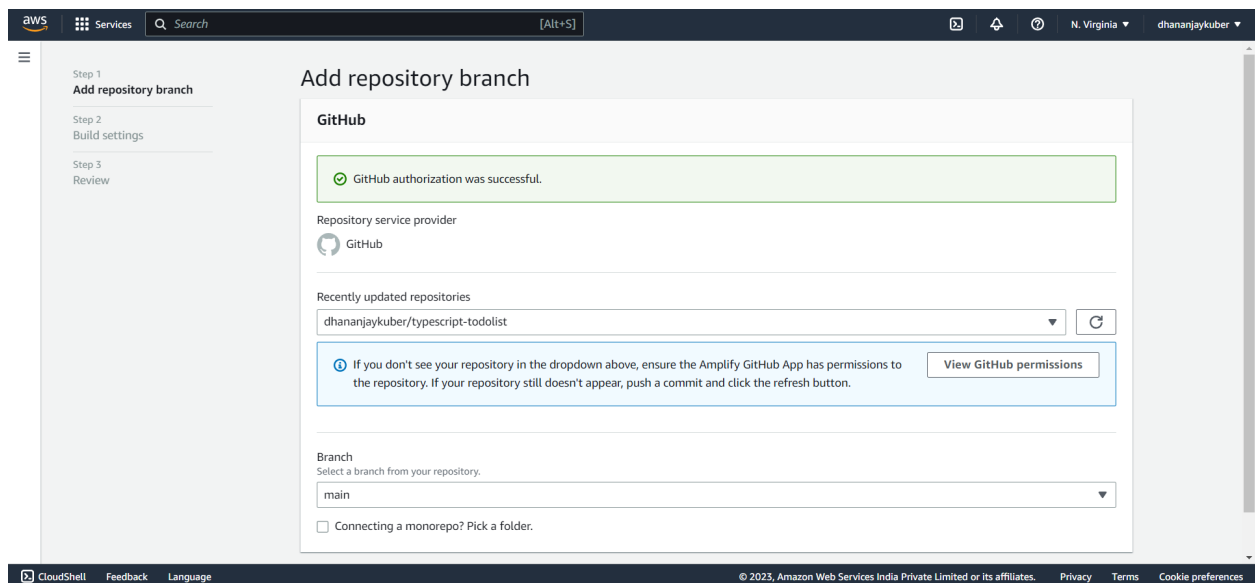 aws
Services
Search
[Alt+S]
N. Virginia
dhananjaykuber
Step 1
Add repository branch
Step 2
Build settings
Step 3
Review
Add repository branch
GitHub
GitHub authorization was successful.
Repository service provider
GitHub
Recently updated repositories
dhananjaykuber/typescript-todolist
If you don't see your repository in the dropdown above, ensure the Amplify GitHub App has permissions to
the repository. If your repository still doesn't appear, push a commit and click the refresh button.
View GitHub permissions
Branch
Select a branch from your repository.
main
Connecting a monorepo? Pick a folder.
CloudShell
Feedback
Language
© 2023, Amazon Web Services India Private Limited or its affiliates.
Privacy
Terms
Cookie preferences